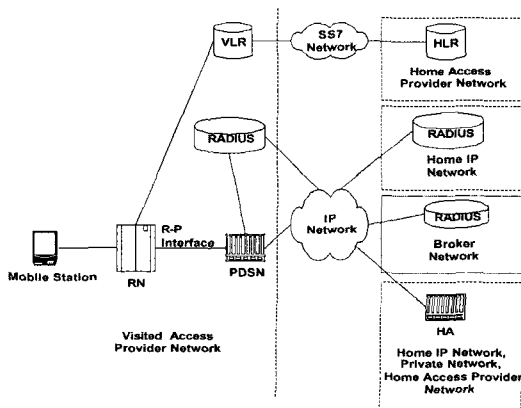 VLR
SS7
Network
HLR
Home Access
Provider Network
RADIUS
RADIUS
Home IP
Network
R-P
Interface
IP
Network
RADIUS
Broker
Network
Mobile Station
RN
PDSN
HA
Visited Access
Provider Network
Home IP Network,
Private Network,
Home Access Provider
Network